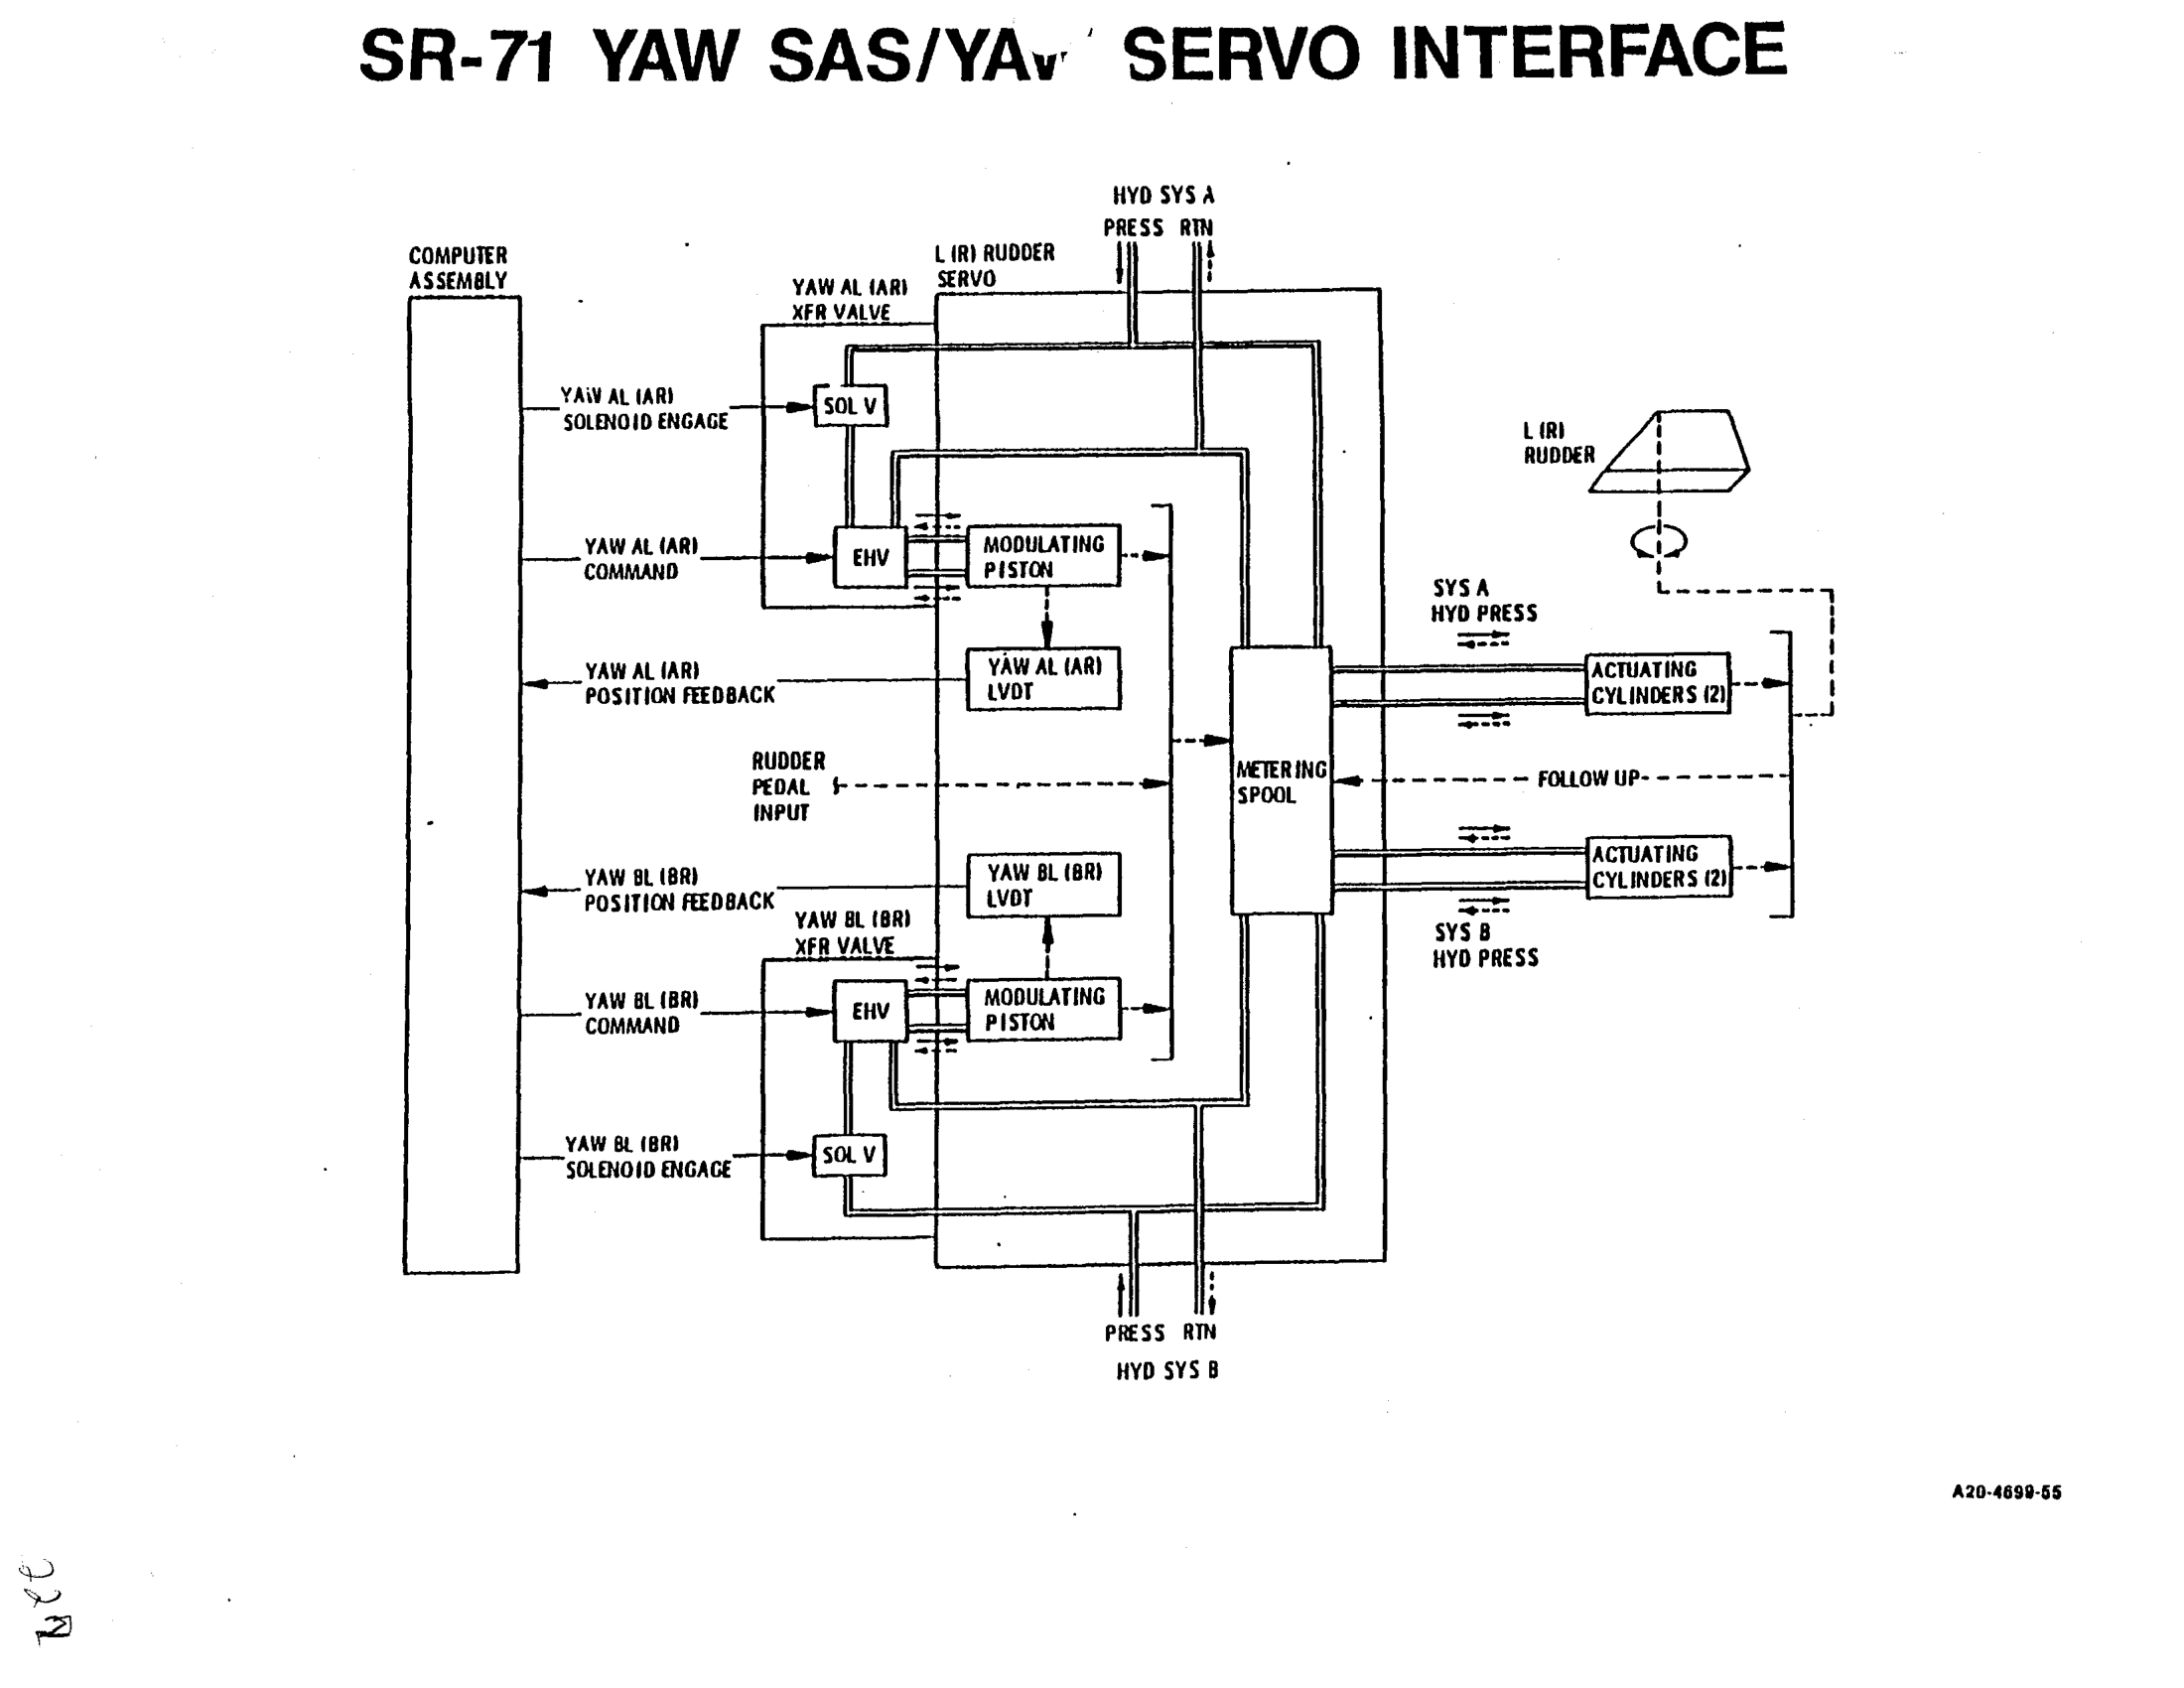 SR-71 YAW SAS/YAW SERVO INTERFACE
HYD SYS A
PRESS RTN
COMPUTER
ASSEMBLY
L (R) RUDDER
SERVO
YAW AL (AR)
XFR VALVE
YAW AL (AR)
SOLENOID ENGAGE
SOL V
L (R)
RUDDER
YAW AL (AR)
COMMAND
EHV
MODULATING
PISTON
SYS A
HYD PRESS
YAW AL (AR)
POSITION FEEDBACK
YAW AL (AR)
LVDT
ACTUATING
CYLINDERS (2)
RUDDER
PEDAL
INPUT
METERING
SPOOL
FOLLOW UP
YAW BL (BR)
POSITION FEEDBACK
YAW BL (BR)
LVDT
ACTUATING
CYLINDERS (2)
YAW BL (BR)
XFR VALVE
SYS B
HYD PRESS
YAW BL (BR)
COMMAND
EHV
MODULATING
PISTON
YAW BL (BR)
SOLENOID ENGAGE
SOL V
PRESS RTN
HYD SYS B
A20-4699-55